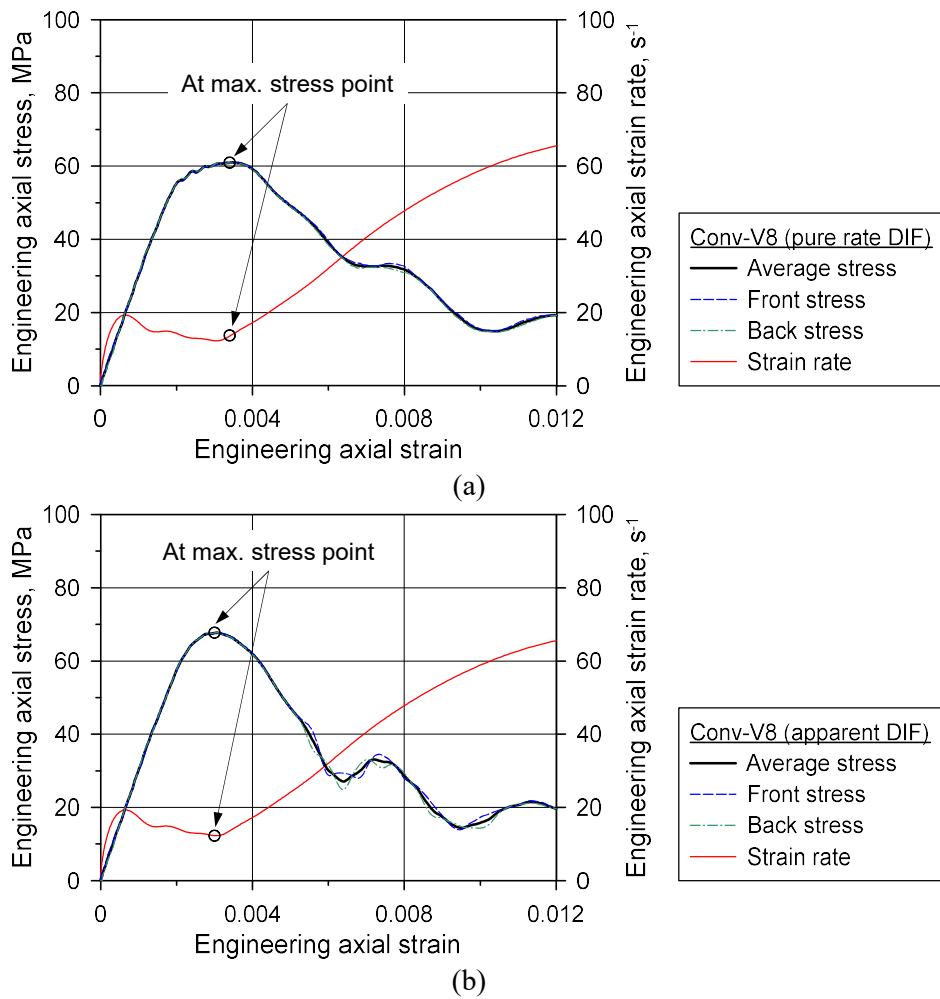 100
80
60
40
20
0
Engineering axial stress, MPa
At max. stress point
100
80
60
40
20
0
Engineering axial strain rate, s⁻¹
0
0.004
0.008
0.012
Engineering axial strain
Conv-V8 (pure rate DIF)
Average stress
Front stress
Back stress
Strain rate
(a)
100
80
60
40
20
0
Engineering axial stress, MPa
At max. stress point
100
80
60
40
20
0
Engineering axial strain rate, s⁻¹
0
0.004
0.008
0.012
Engineering axial strain
Conv-V8 (apparent DIF)
Average stress
Front stress
Back stress
Strain rate
(b)